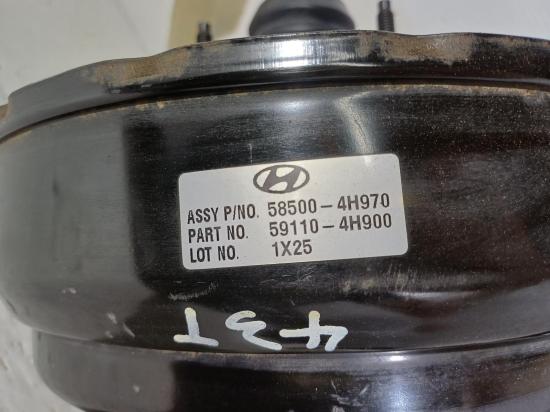 ASSY P/NO. 58500-4H970
PART NO. 59110-4H900
LOT NO. 1X25
43T